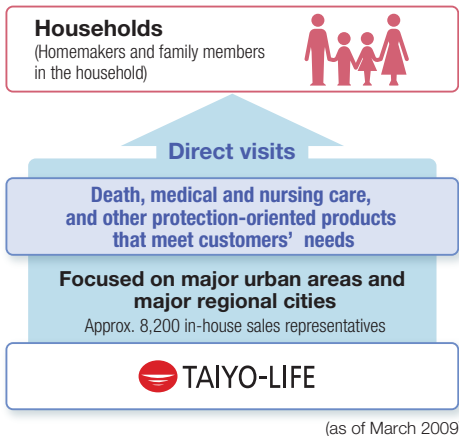 Households
(Homemakers and family members
in the household)
Direct visits
Death, medical and nursing care,
and other protection-oriented products
that meet customers' needs
Focused on major urban areas and
major regional cities
Approx. 8,200 in-house sales representatives
TAIYO-LIFE
(as of March 2009